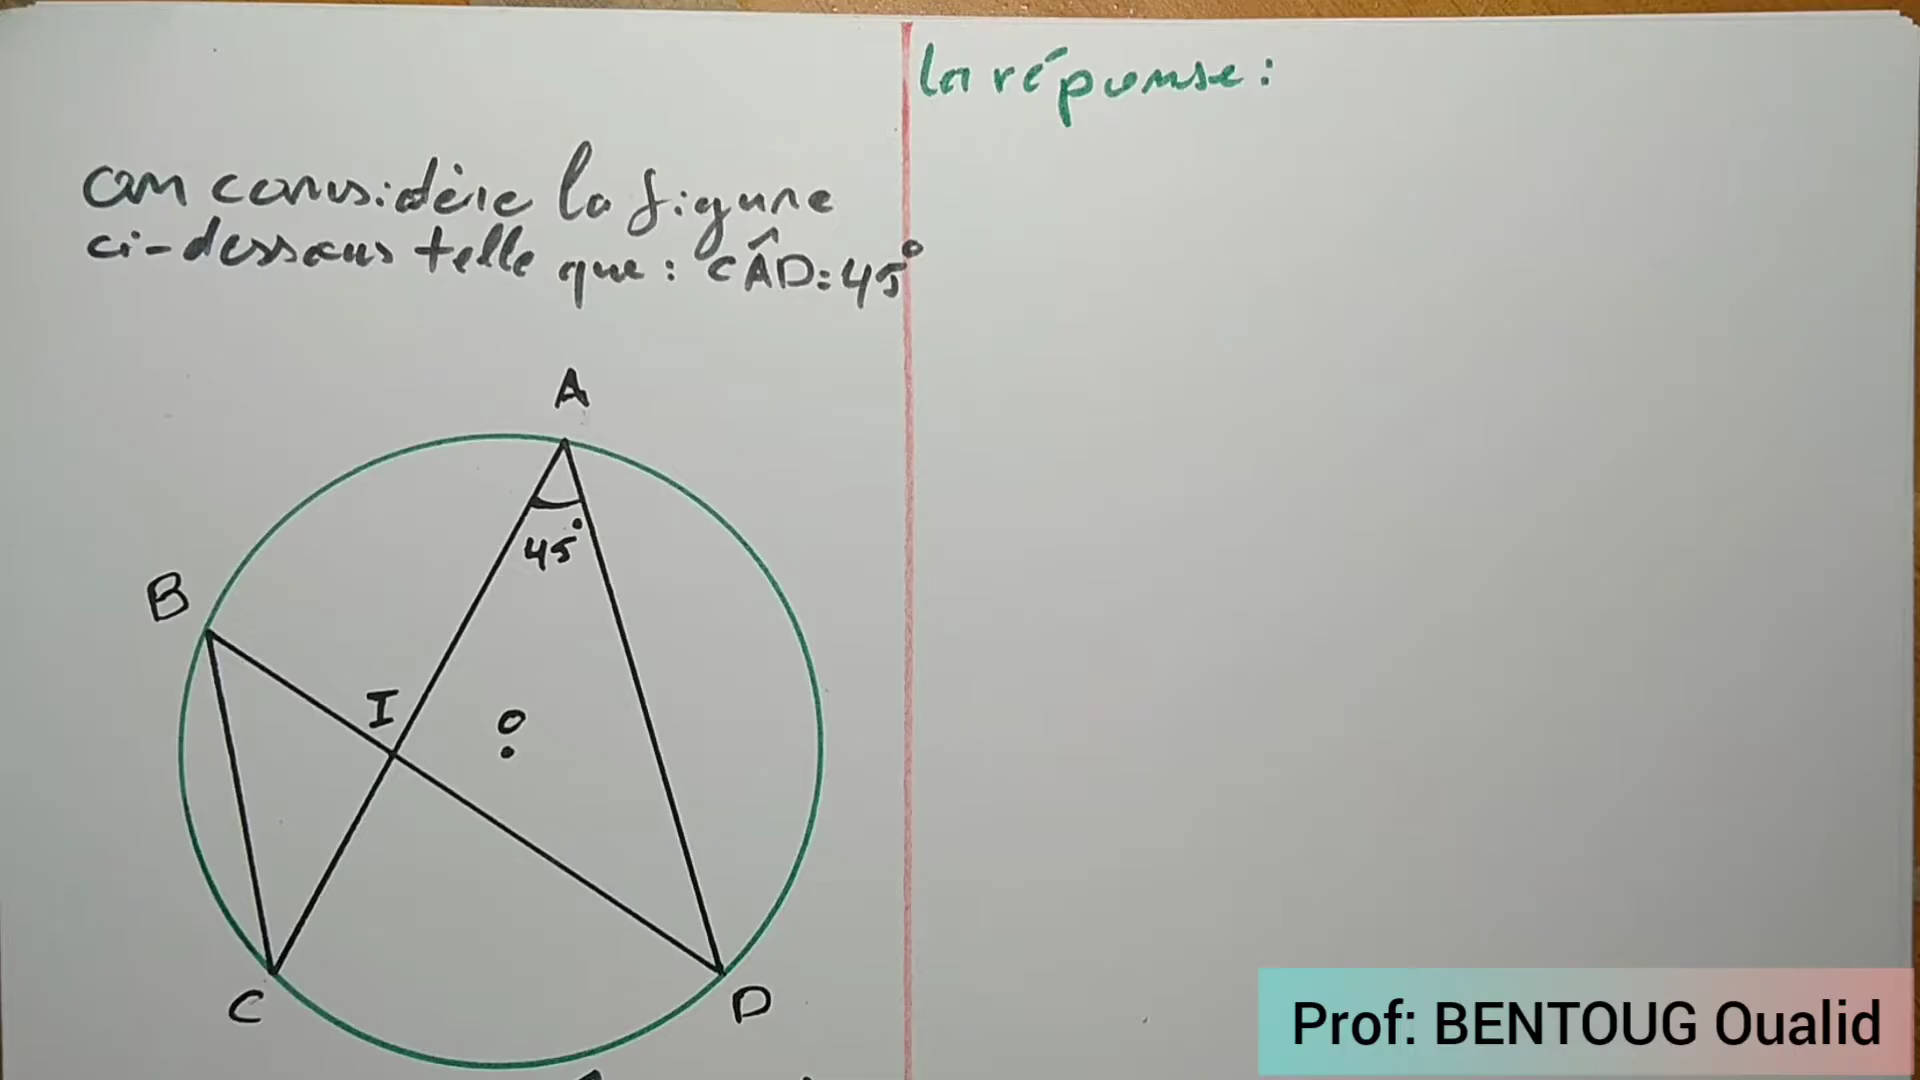 on considère la figure
ci-dessous telle que : CÂD = 45°
A
45°
B
I
O
C
D
la réponse :
Prof: BENTOUG Oualid